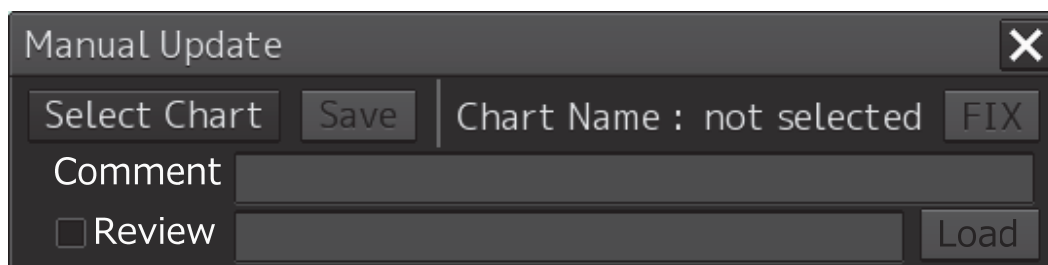 Manual Update
Select Chart Save Chart Name : not selected FIX
Comment
Review Load